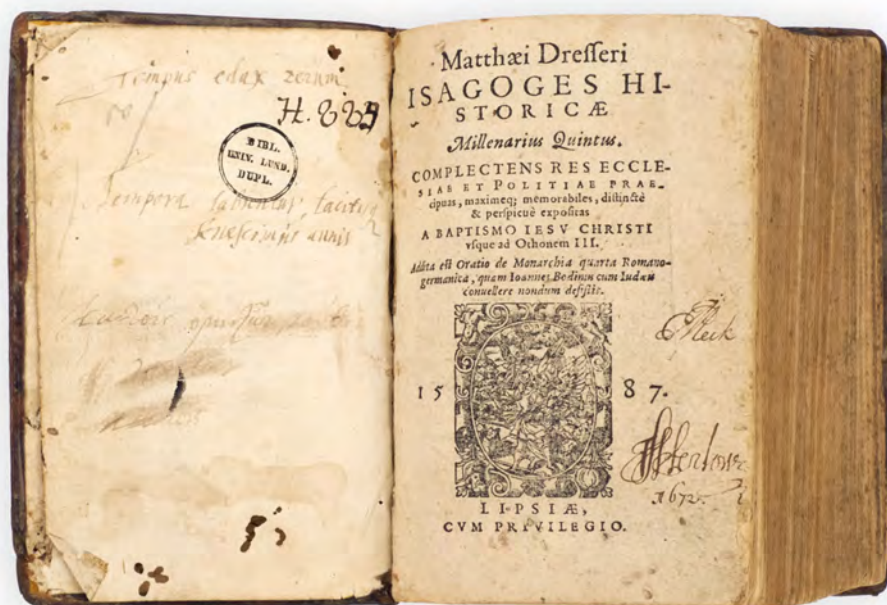 Tempus edax rerum
H. 889
BIBL.
UNIV. LUND.
DUPL.
Tempora labuntur, tacitisq
senescimus annis
Matthæi Dresseri
ISAGOGES HI-
STORICÆ
Millenarius Quintus.
COMPLECTENS RES ECCLE-
SIAE ET POLITIAE PRAE-
cipuas, maximeq; memorabiles, distinctè
& perspicuè expositas
A BAPTISMO IESV CHRISTI
vsque ad Othonem III.
Addita est Oratio de Monarchia quarta Romano-
germanica, quam Ioannes Bodinus cum Iudæis
conuellere nondum desistit.
15 87.
1672.
LIPSIÆ,
CVM PRIVILEGIO.